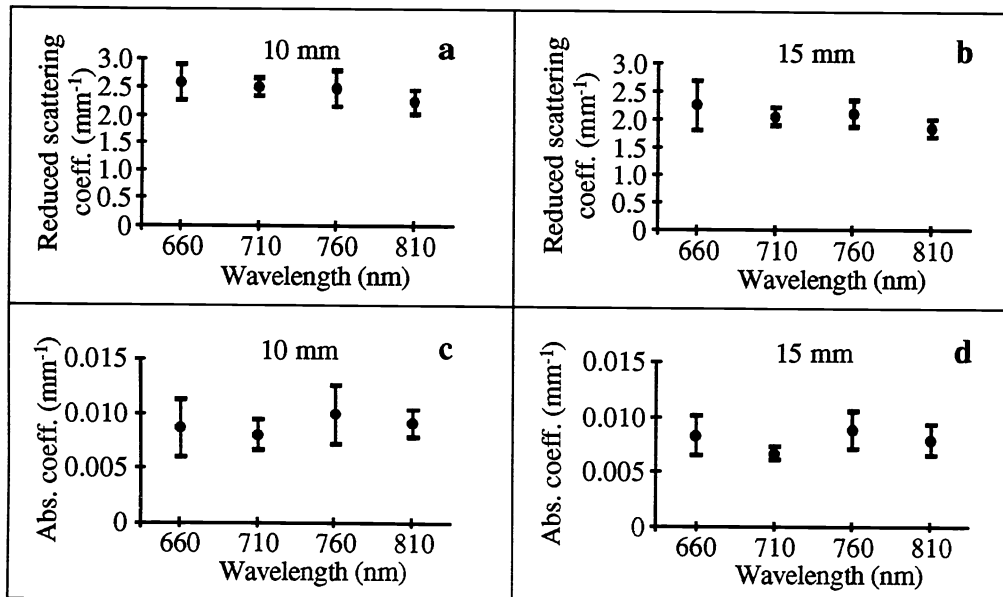 10 mm
a
Reduced scattering
coeff. (mm-1)
3.0
2.5
2.0
1.5
1.0
0.5
0
660 710 760 810
Wavelength (nm)
15 mm
b
Reduced scattering
coeff. (mm-1)
3.0
2.5
2.0
1.5
1.0
0.5
0
660 710 760 810
Wavelength (nm)
10 mm
c
Abs. coeff. (mm-1)
0.015
0.010
0.005
0
660 710 760 810
Wavelength (nm)
15 mm
d
Abs. coeff. (mm-1)
0.015
0.010
0.005
0
660 710 760 810
Wavelength (nm)